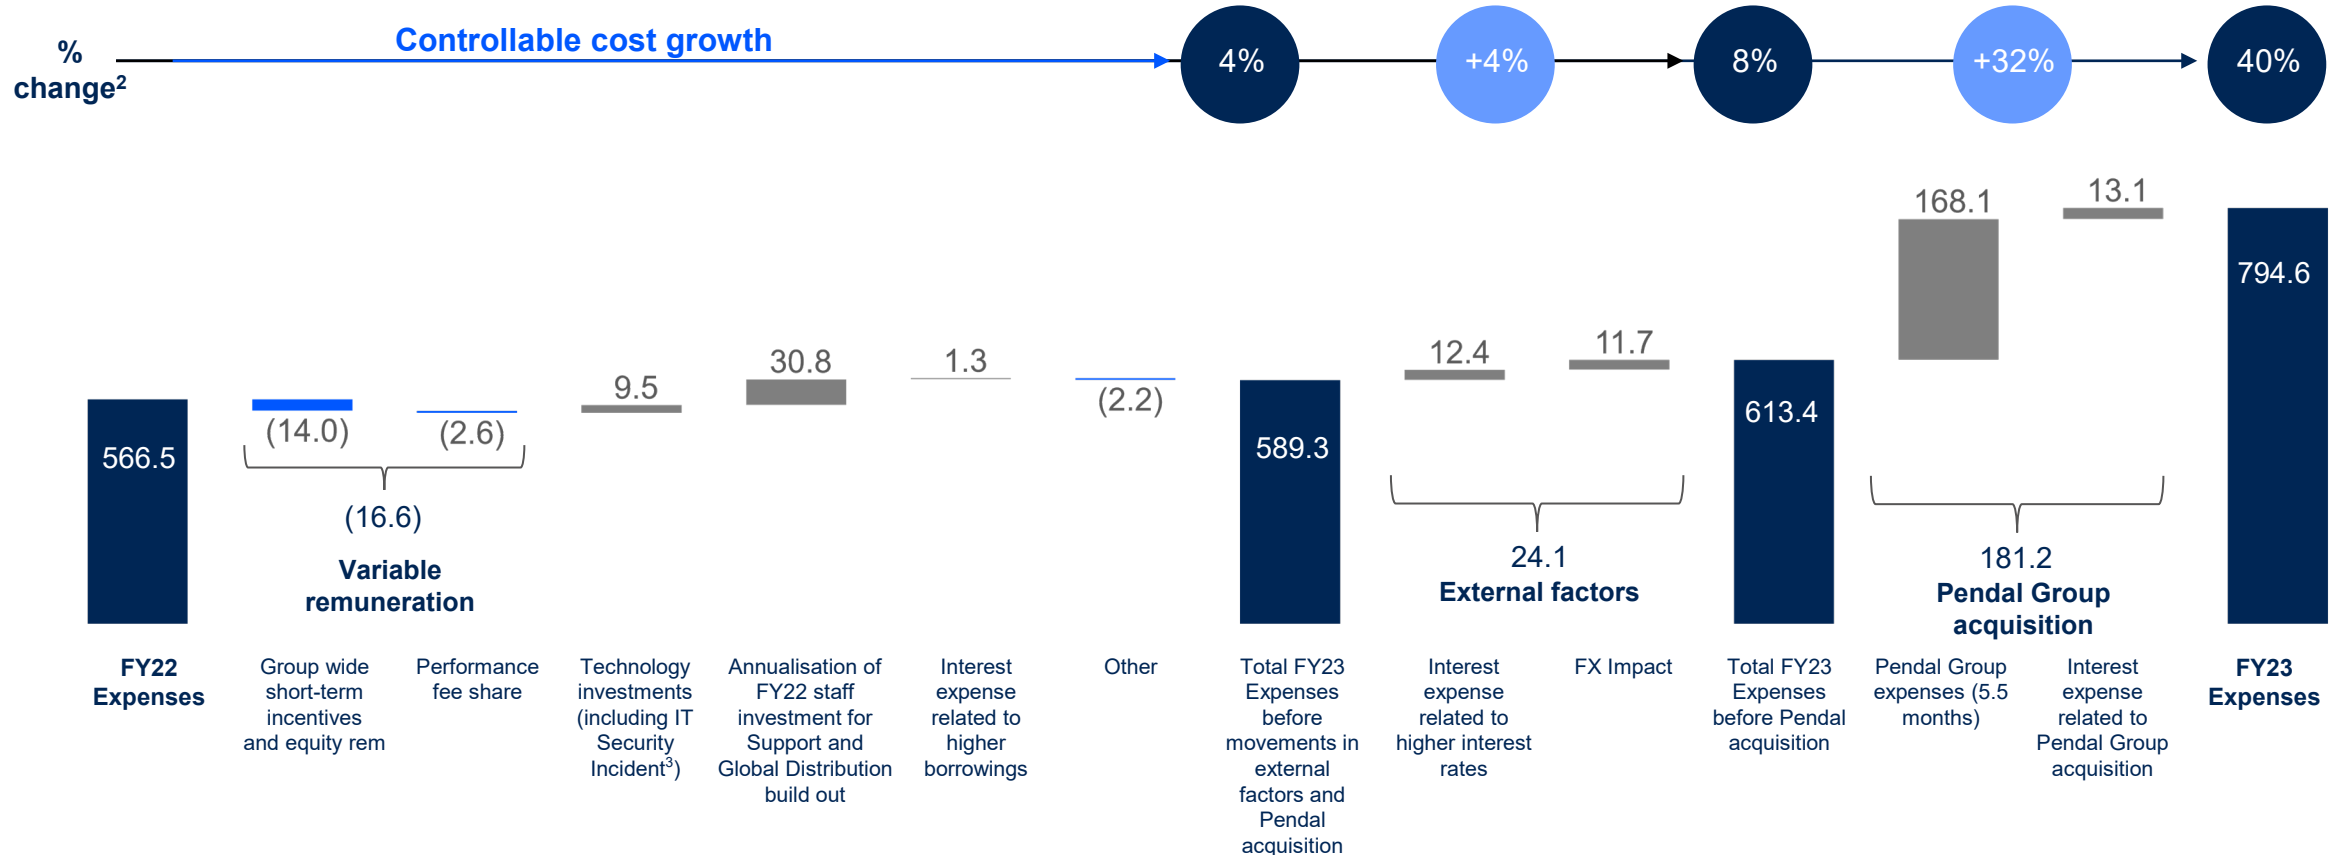 %
change2
Controllable cost growth
4%
+4%
8%
+32%
40%
566.5
(14.0)
(2.6)
(16.6)
Variable
remuneration
9.5
30.8
1.3
(2.2)
589.3
12.4
11.7
24.1
External factors
613.4
168.1
13.1
181.2
Pendal Group
acquisition
794.6
FY22
Expenses
Group wide
short-term
incentives
and equity rem
Performance
fee share
Technology
investments
(including IT
Security
Incident3)
Annualisation of
FY22 staff
investment for
Support and
Global Distribution
build out
Interest
expense
related to
higher
borrowings
Other
Total FY23
Expenses
before
movements in
external
factors and
Pendal
acquisition
Interest
expense
related to
higher interest
rates
FX Impact
Total FY23
Expenses
before Pendal
acquisition
Pendal Group
expenses (5.5
months)
Interest
expense
related to
Pendal Group
acquisition
FY23
Expenses